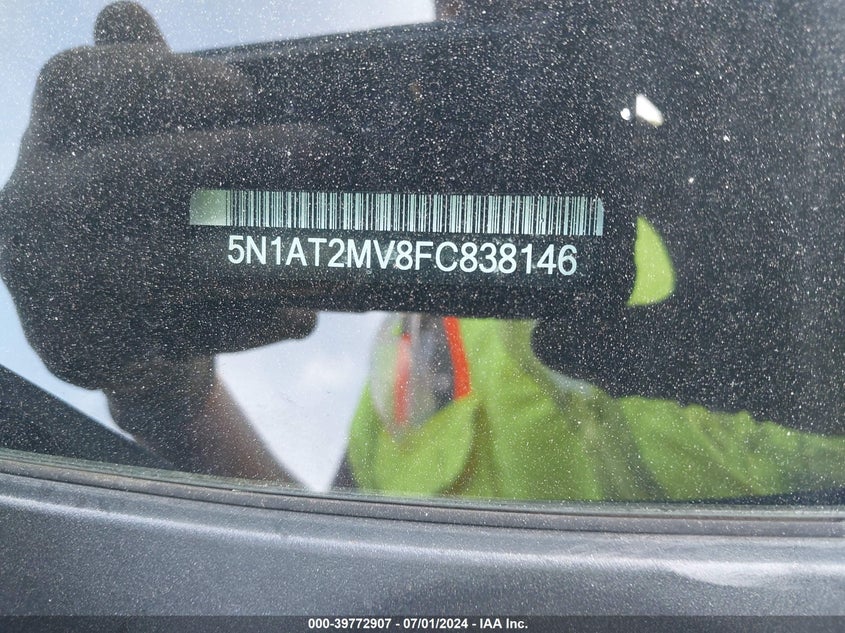 5N1AT2MV8FC838146
000-39772907 - 07/01/2024 - IAA Inc.